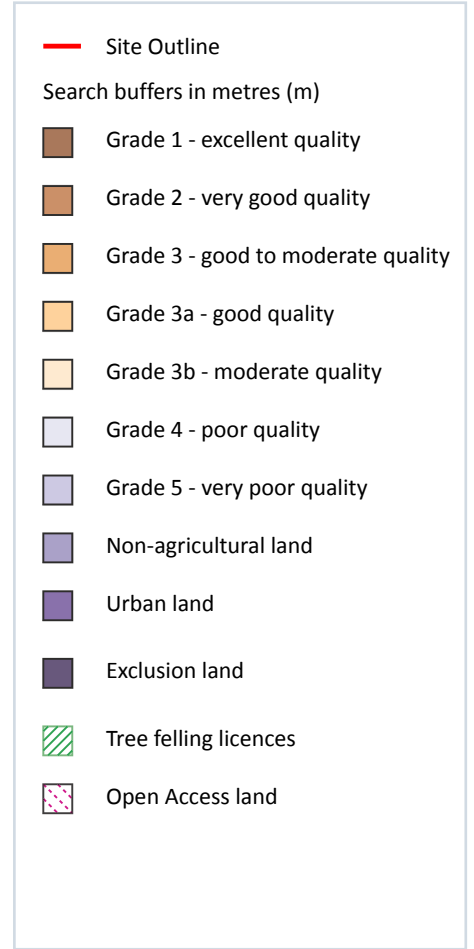 Site Outline
Search buffers in metres (m)
Grade 1 - excellent quality
Grade 2 - very good quality
Grade 3 - good to moderate quality
Grade 3a - good quality
Grade 3b - moderate quality
Grade 4 - poor quality
Grade 5 - very poor quality
Non-agricultural land
Urban land
Exclusion land
Tree felling licences
Open Access land